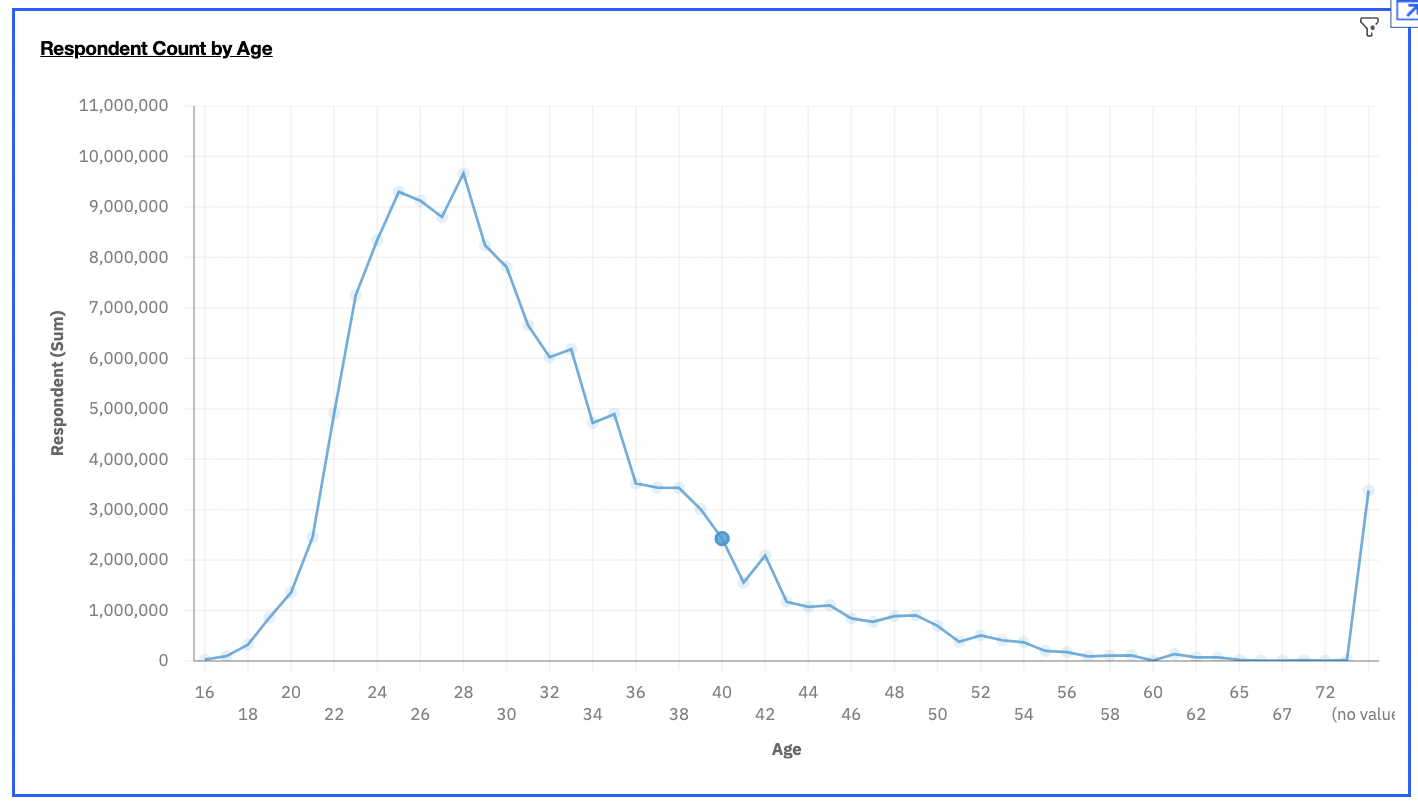 Respondent Count by Age
11,000,000
10,000,000
9,000,000
8,000,000
7,000,000
6,000,000
5,000,000
4,000,000
3,000,000
2,000,000
1,000,000
0
Respondent (Sum)
16 20 24 28 32 36 40 44 48 52 56 60 65 72
18 22 26 30 34 38 42 46 50 54 58 62 67 (no value
Age